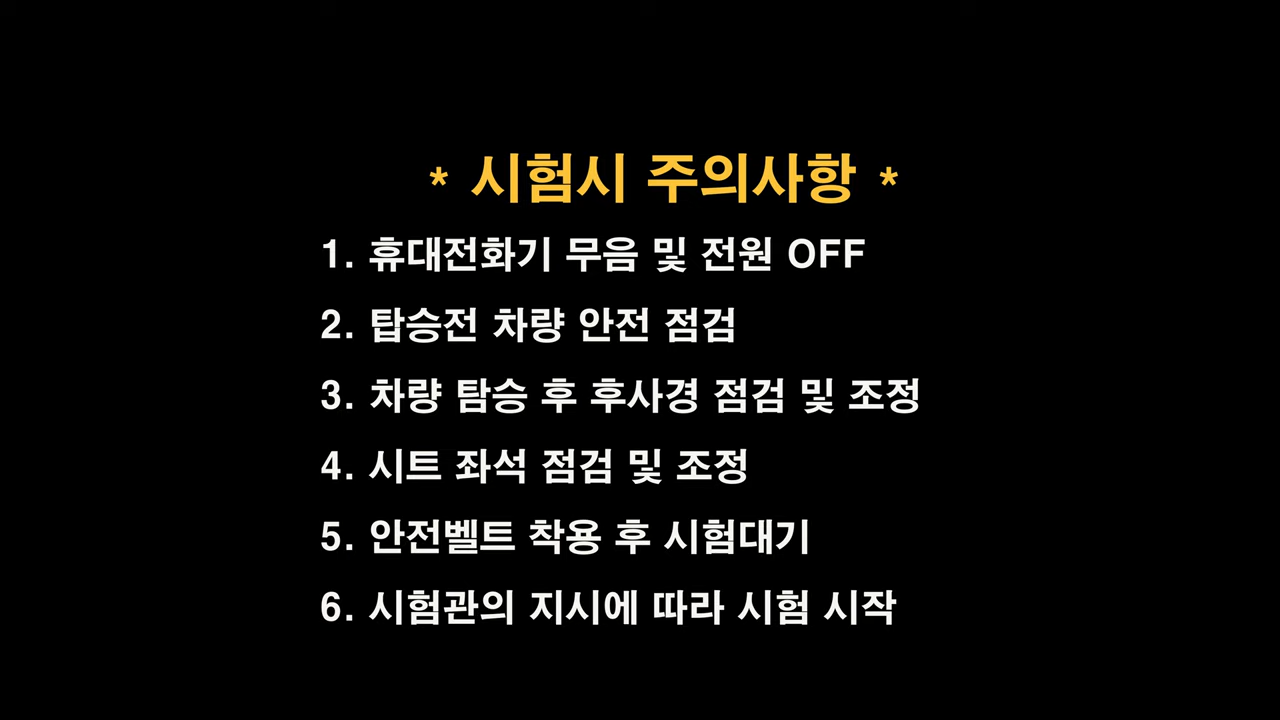 * 시험시 주의사항 *
1. 휴대전화기 무음 및 전원 OFF
2. 탑승전 차량 안전 점검
3. 차량 탐승 후 후사경 점검 및 조정
4. 시트 좌석 점검 및 조정
5. 안전벨트 착용 후 시험대기
6. 시험관의 지시에 따라 시험 시작